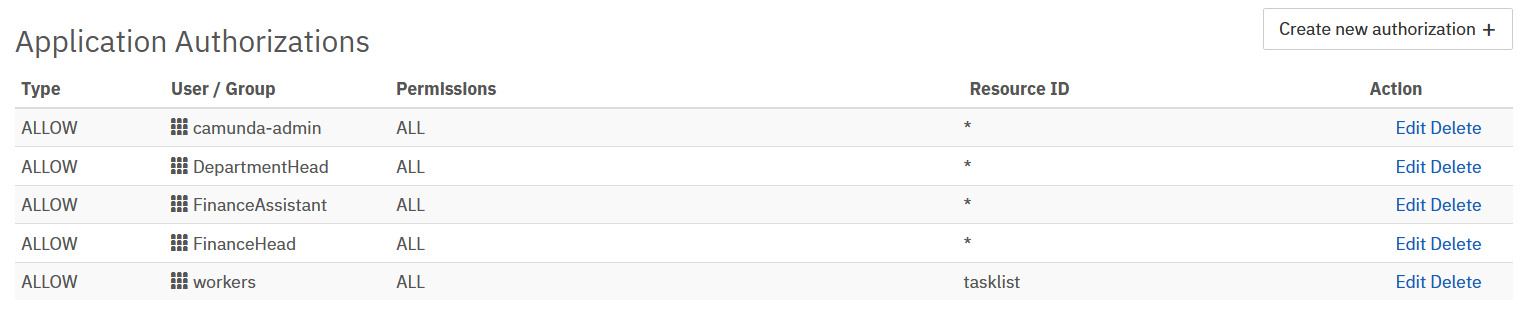 Application Authorizations
Create new authorization +
Type User / Group Permissions Resource ID Action
ALLOW camunda-admin ALL * Edit Delete
ALLOW DepartmentHead ALL * Edit Delete
ALLOW FinanceAssistant ALL * Edit Delete
ALLOW FinanceHead ALL * Edit Delete
ALLOW workers ALL tasklist Edit Delete